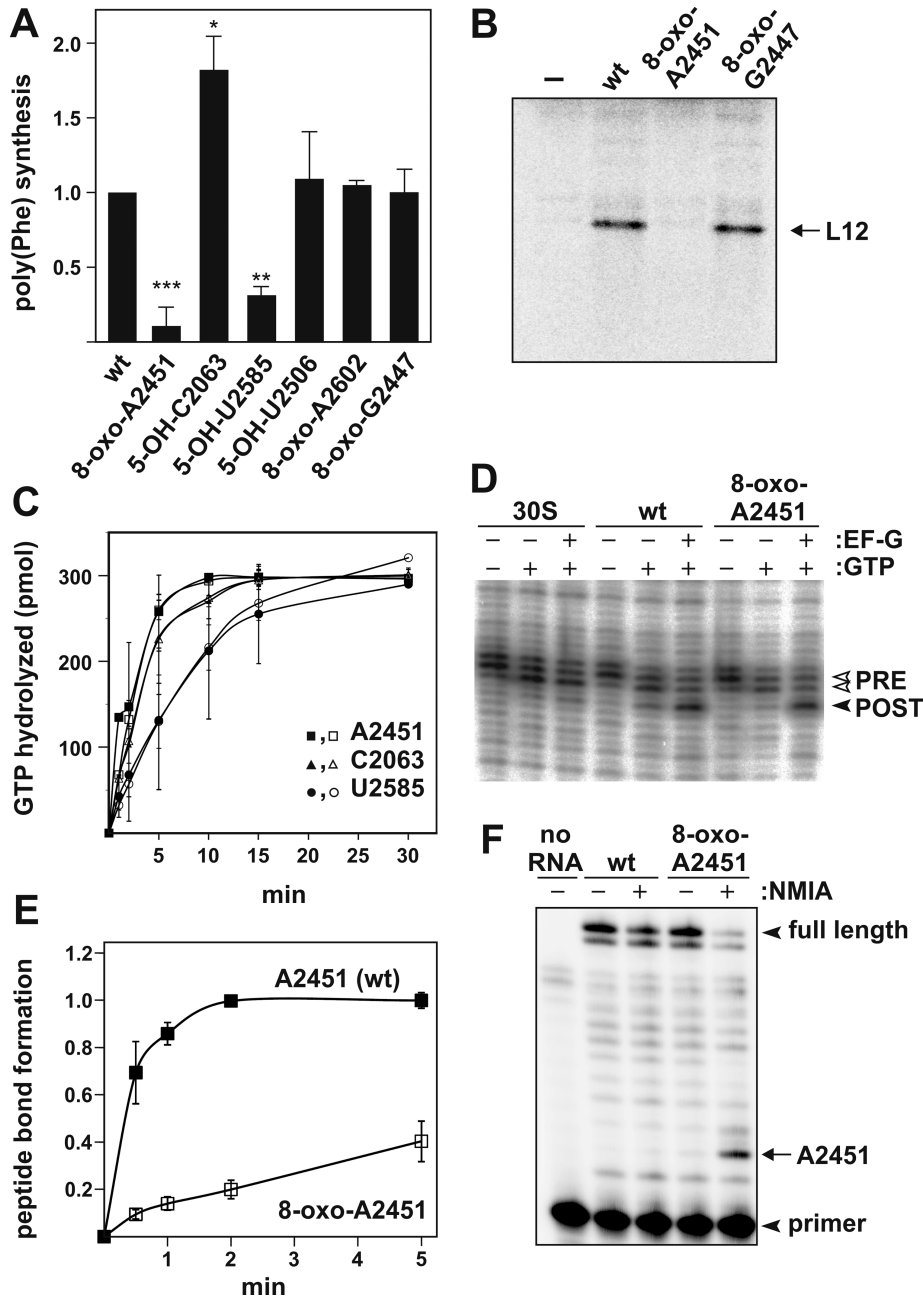 A
poly(Phe) synthesis
2.0
1.5
1.0
0.5
*
***
**
wt
8-oxo-A2451
5-OH-C2063
5-OH-U2585
5-OH-U2506
8-oxo-A2602
8-oxo-G2447
B
–
wt
8-oxo-
A2451
8-oxo-
G2447
L12
C
GTP hydrolyzed (pmol)
300
200
100
■,□ A2451
▲,△ C2063
●,○ U2585
5 10 15 20 25 30
min
D
30S wt 8-oxo-
A2451
– – + – – + – – + :EF-G
– + + – + + – + + :GTP
PRE
POST
E
peptide bond formation
1.2
1.0
0.8
0.6
0.4
0.2
A2451 (wt)
8-oxo-A2451
1 2 3 4 5
min
F
no
RNA
wt
8-oxo-
A2451
– – + – + :NMIA
full length
A2451
primer